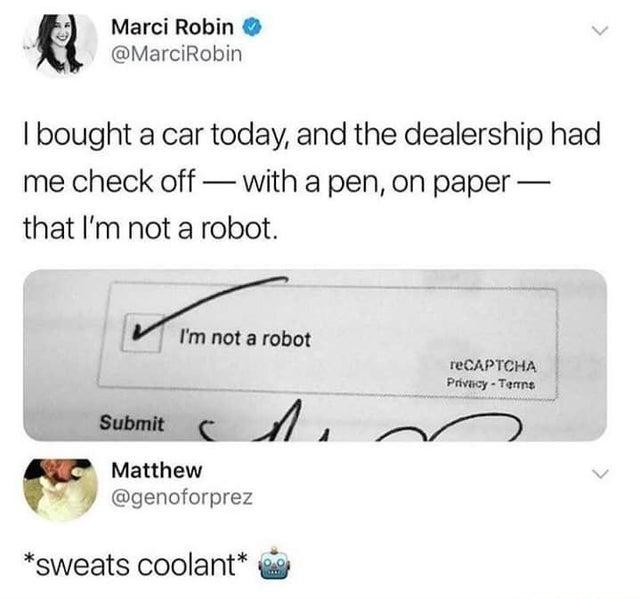 Marci Robin
@MarciRobin
I bought a car today, and the dealership had
me check off — with a pen, on paper —
that I'm not a robot.
I'm not a robot
reCAPTCHA
Privacy - Terms
Submit
Matthew
@genoforprez
*sweats coolant* 🤖